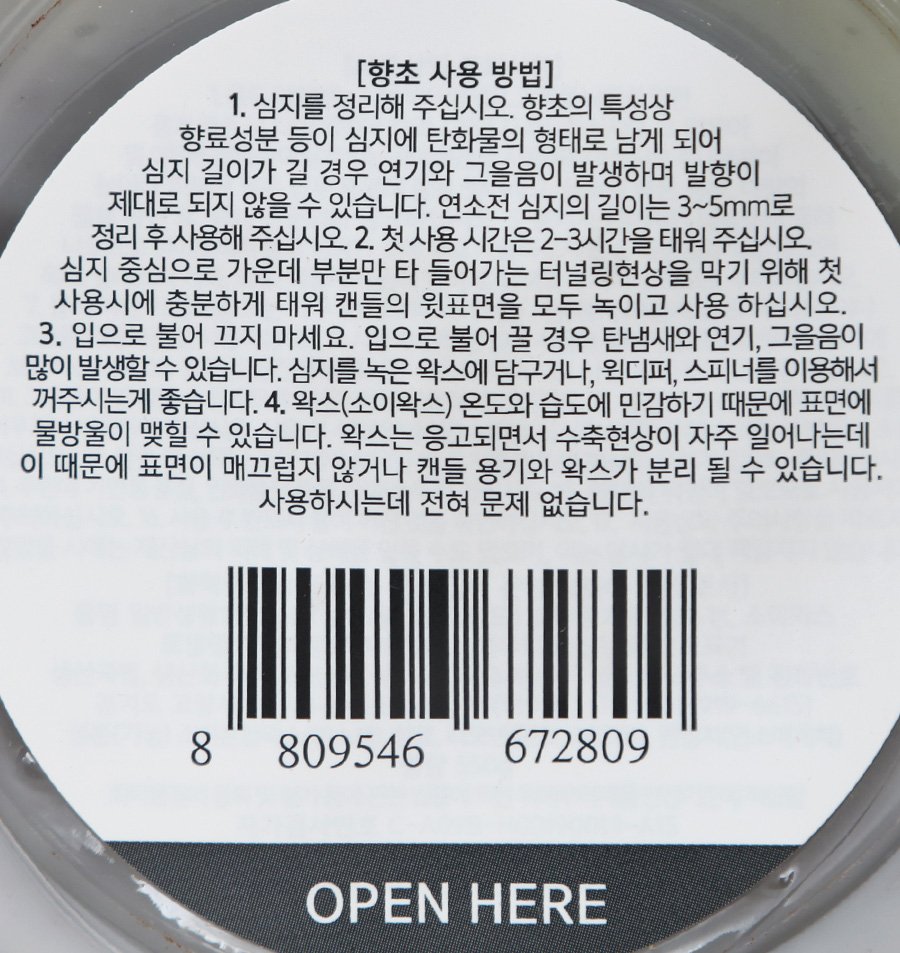 [향초 사용 방법]
1. 심지를 정리해 주십시오. 향초의 특성상
향료성분 등이 심지에 탄화물의 형태로 남게 되어
심지 길이가 길 경우 연기와 그을음이 발생하며 발향이
제대로 되지 않을 수 있습니다. 연소전 심지의 길이는 3~5mm로
정리 후 사용해 주십시오. 2. 첫 사용 시간은 2-3시간을 태워 주십시오.
심지 중심으로 가운데 부분만 타 들어가는 터널링현상을 막기 위해 첫
사용시에 충분하게 태워 캔들의 윗표면을 모두 녹이고 사용 하십시오.
3. 입으로 불어 끄지 마세요. 입으로 불어 끌 경우 탄냄새와 연기, 그을음이
많이 발생할 수 있습니다. 심지를 녹은 왁스에 담구거나, 윅디퍼, 스피너를 이용해서
꺼주시는게 좋습니다. 4. 왁스(소이왁스) 온도와 습도에 민감하기 때문에 표면에
물방울이 맺힐 수 있습니다. 왁스는 응고되면서 수축현상이 자주 일어나는데
이 때문에 표면이 매끄럽지 않거나 캔들 용기와 왁스가 분리 될 수 있습니다.
사용하시는데 전혀 문제 없습니다.
8 809546 672809
OPEN HERE